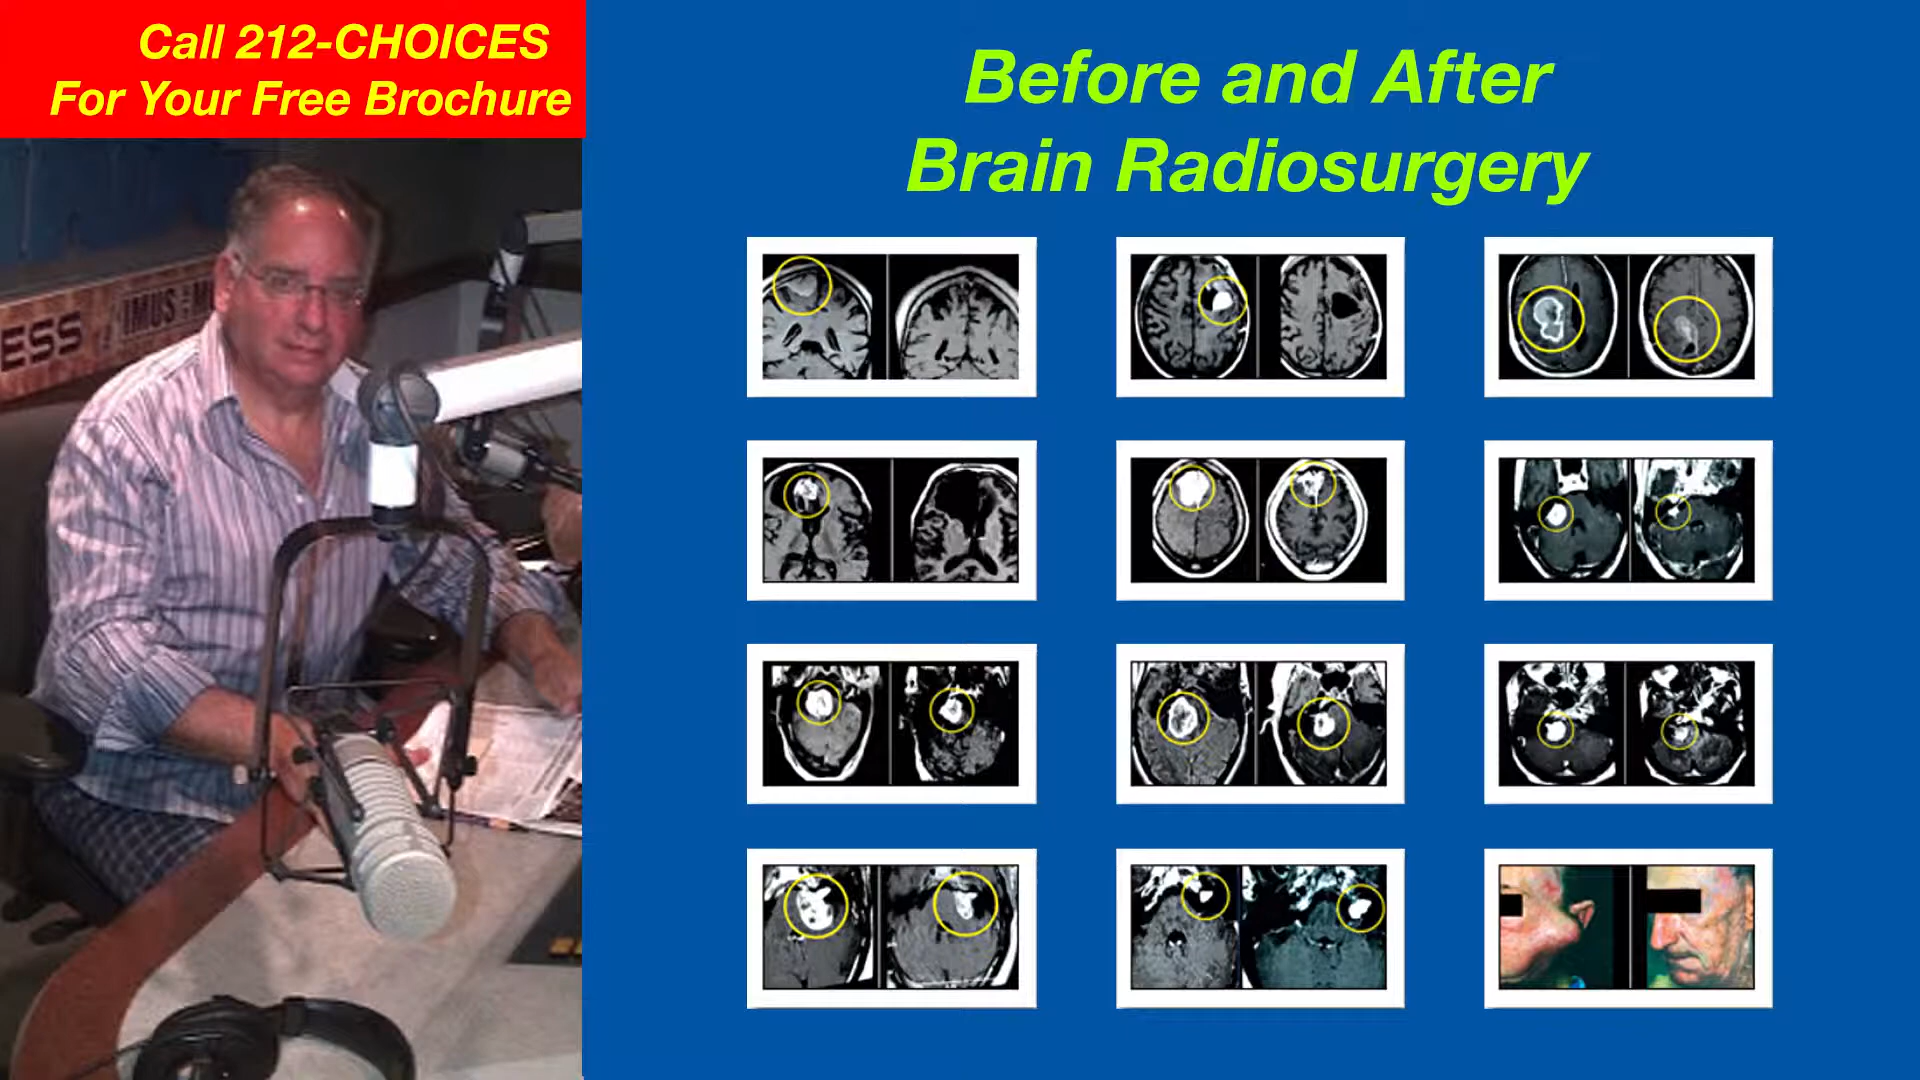 Call 212-CHOICES
For Your Free Brochure
Before and After
Brain Radiosurgery
ESS
IMUS